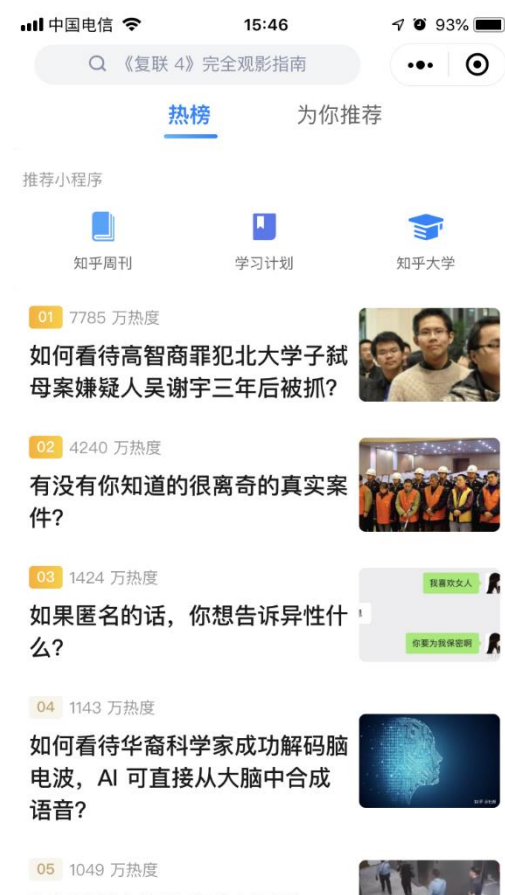 中国电信 15:46 93%
《复联 4》完全观影指南
热榜 为你推荐
推荐小程序
知乎周刊 学习计划 知乎大学
01 7785 万热度
如何看待高智商罪犯北大学子弑
母案嫌疑人吴谢宇三年后被抓？
02 4240 万热度
有没有你知道的很离奇的真实案
件？
03 1424 万热度
如果匿名的话，你想告诉异性什
么？
我喜欢女人
你要为我保密啊
04 1143 万热度
如何看待华裔科学家成功解码脑
电波，AI 可直接从大脑中合成
语音？
05 1049 万热度